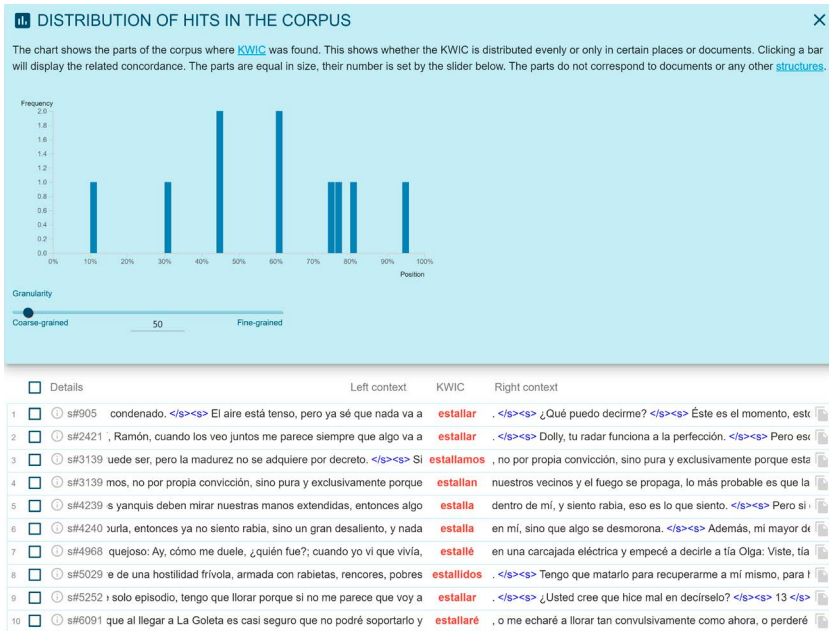 DISTRIBUTION OF HITS IN THE CORPUS
The chart shows the parts of the corpus where KWIC was found. This shows whether the KWIC is distributed evenly or only in certain places or documents. Clicking a bar
will display the related concordance. The parts are equal in size, their number is set by the slider below. The parts do not correspond to documents or any other structures.
Frequency
2.0
1.8
1.6
1.4
1.2
1.0
0.8
0.6
0.4
0.2
0.0
0% 10% 20% 30% 40% 50% 60% 70% 80% 90% 100%
Position
Granularity
Coarse-grained 50 Fine-grained
Details Left context KWIC Right context
1 s#905 condenado. </s><s> El aire está tenso, pero ya sé que nada va a estallar . </s><s> ¿Qué puedo decirme? </s><s> Éste es el momento, esto
2 s#2421 , Ramón, cuando los veo juntos me parece siempre que algo va a estallar . </s><s> Dolly, tu radar funciona a la perfección. </s><s> Pero eso
3 s#3139 uede ser, pero la madurez no se adquiere por decreto. </s><s> Si estallamos , no por propia convicción, sino pura y exclusivamente porque esta
4 s#3139 mos, no por propia convicción, sino pura y exclusivamente porque estallan nuestros vecinos y el fuego se propaga, lo más probable es que la
5 s#4239 s yanquis deben mirar nuestras manos extendidas, entonces algo estalla dentro de mí, y siento rabia, eso es lo que siento. </s><s> Pero si
6 s#4240 urla, entonces ya no siento rabia, sino un gran desaliento, y nada estalla en mí, sino que algo se desmorona. </s><s> Además, mi mayor de
7 s#4968 quejoso: Ay, cómo me duele, ¿quién fue?; cuando yo vi que vivía, estallé en una carcajada eléctrica y empecé a decirle a tía Olga: Viste, tía
8 s#5029 e de una hostilidad frívola, armada con rabietas, rencores, pobres estallidos . </s><s> Tengo que matarlo para recuperarme a mí mismo, para
9 s#5252 solo episodio, tengo que llorar porque si no me parece que voy a estallar . </s><s> ¿Usted cree que hice mal en decírselo? </s><s> 13 </s>
10 s#6091 que al llegar a La Goleta es casi seguro que no podré soportarlo y estallaré , o me echaré a llorar tan convulsivamente como ahora, o perderé